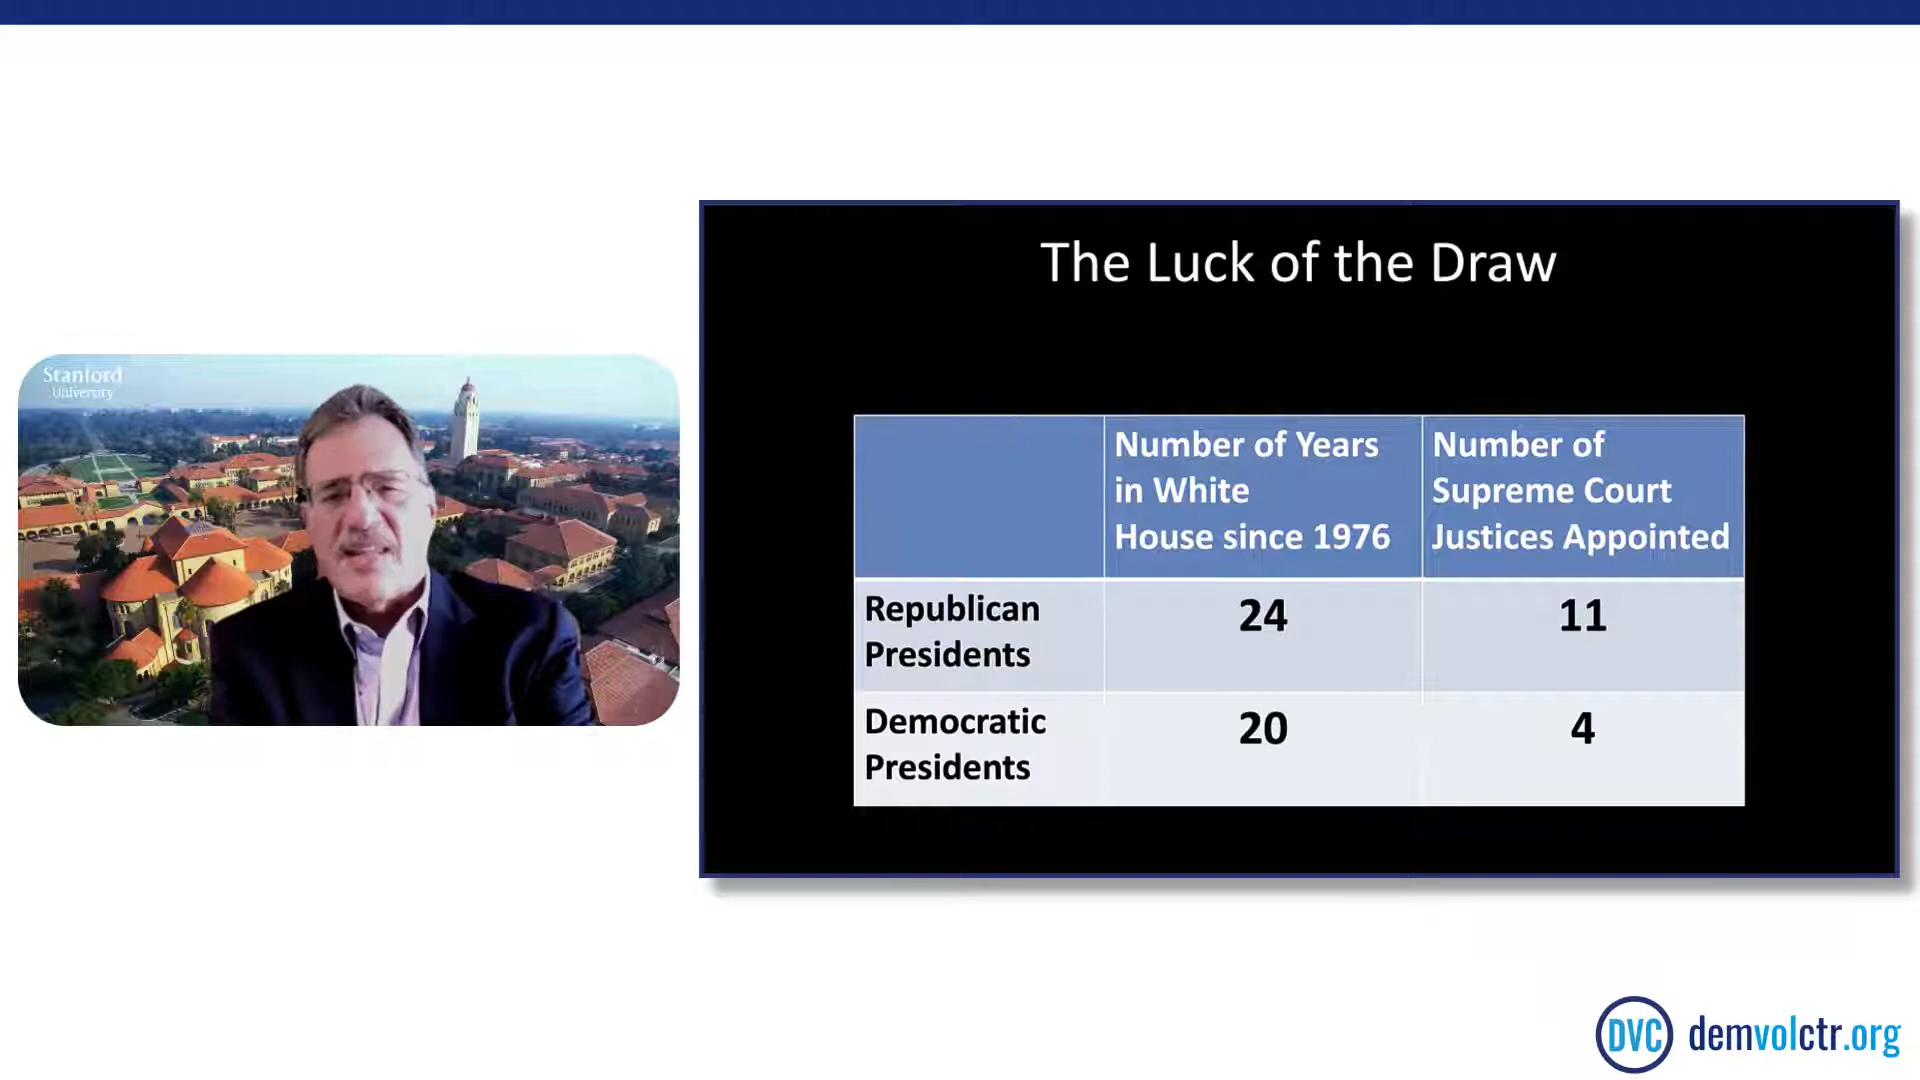 Stanford
University
The Luck of the Draw
Number of Years
in White
House since 1976
Number of
Supreme Court
Justices Appointed
Republican
Presidents
24
11
Democratic
Presidents
20
4
DVC demvolctr.org